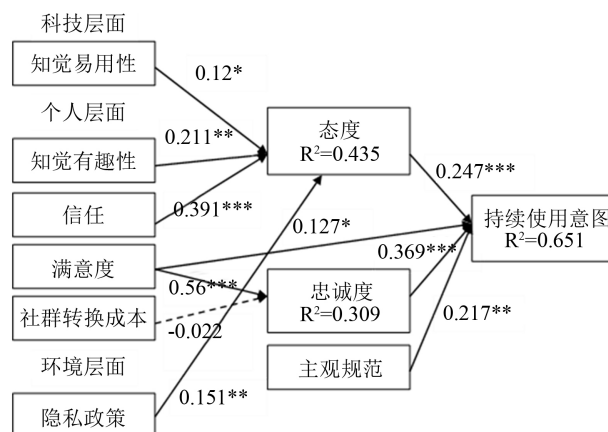 科技层面
知觉易用性
0.12*
个人层面
知觉有趣性
0.211**
态度
R²=0.435
信任
0.391***
0.247***
持续使用意图
R²=0.651
0.127*
满意度
0.369***
0.56***
忠诚度
R²=0.309
社群转换成本
-0.022
0.217**
环境层面
主观规范
0.151**
隐私政策